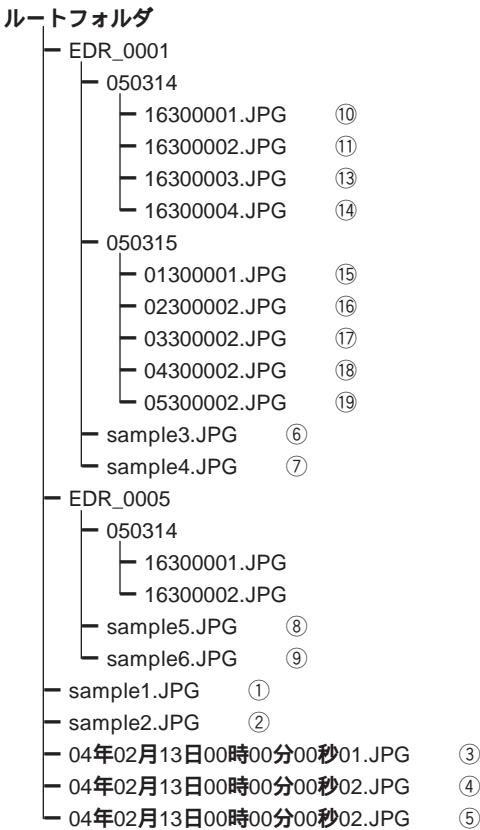 ルートフォルダ
EDR_0001
050314
16300001.JPG ⑩
16300002.JPG ⑪
16300003.JPG ⑬
16300004.JPG ⑭
050315
01300001.JPG ⑮
02300002.JPG ⑯
03300002.JPG ⑰
04300002.JPG ⑱
05300002.JPG ⑲
sample3.JPG ⑥
sample4.JPG ⑦
EDR_0005
050314
16300001.JPG
16300002.JPG
sample5.JPG ⑧
sample6.JPG ⑨
sample1.JPG ①
sample2.JPG ②
04年02月13日00時00分00秒01.JPG ③
04年02月13日00時00分00秒02.JPG ④
04年02月13日00時00分00秒02.JPG ⑤